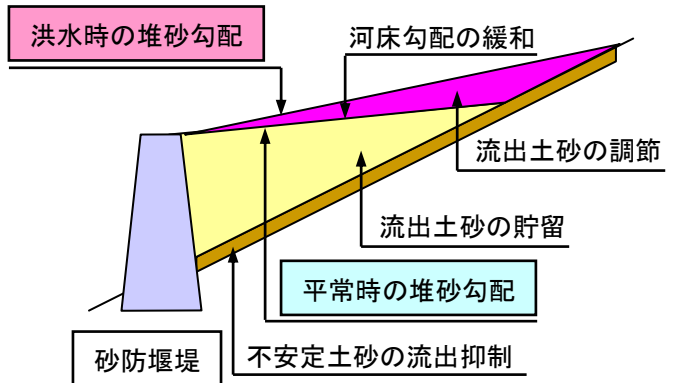 洪水時の堆砂勾配
河床勾配の緩和
流出土砂の調節
流出土砂の貯留
平常時の堆砂勾配
砂防堰堤
不安定土砂の流出抑制